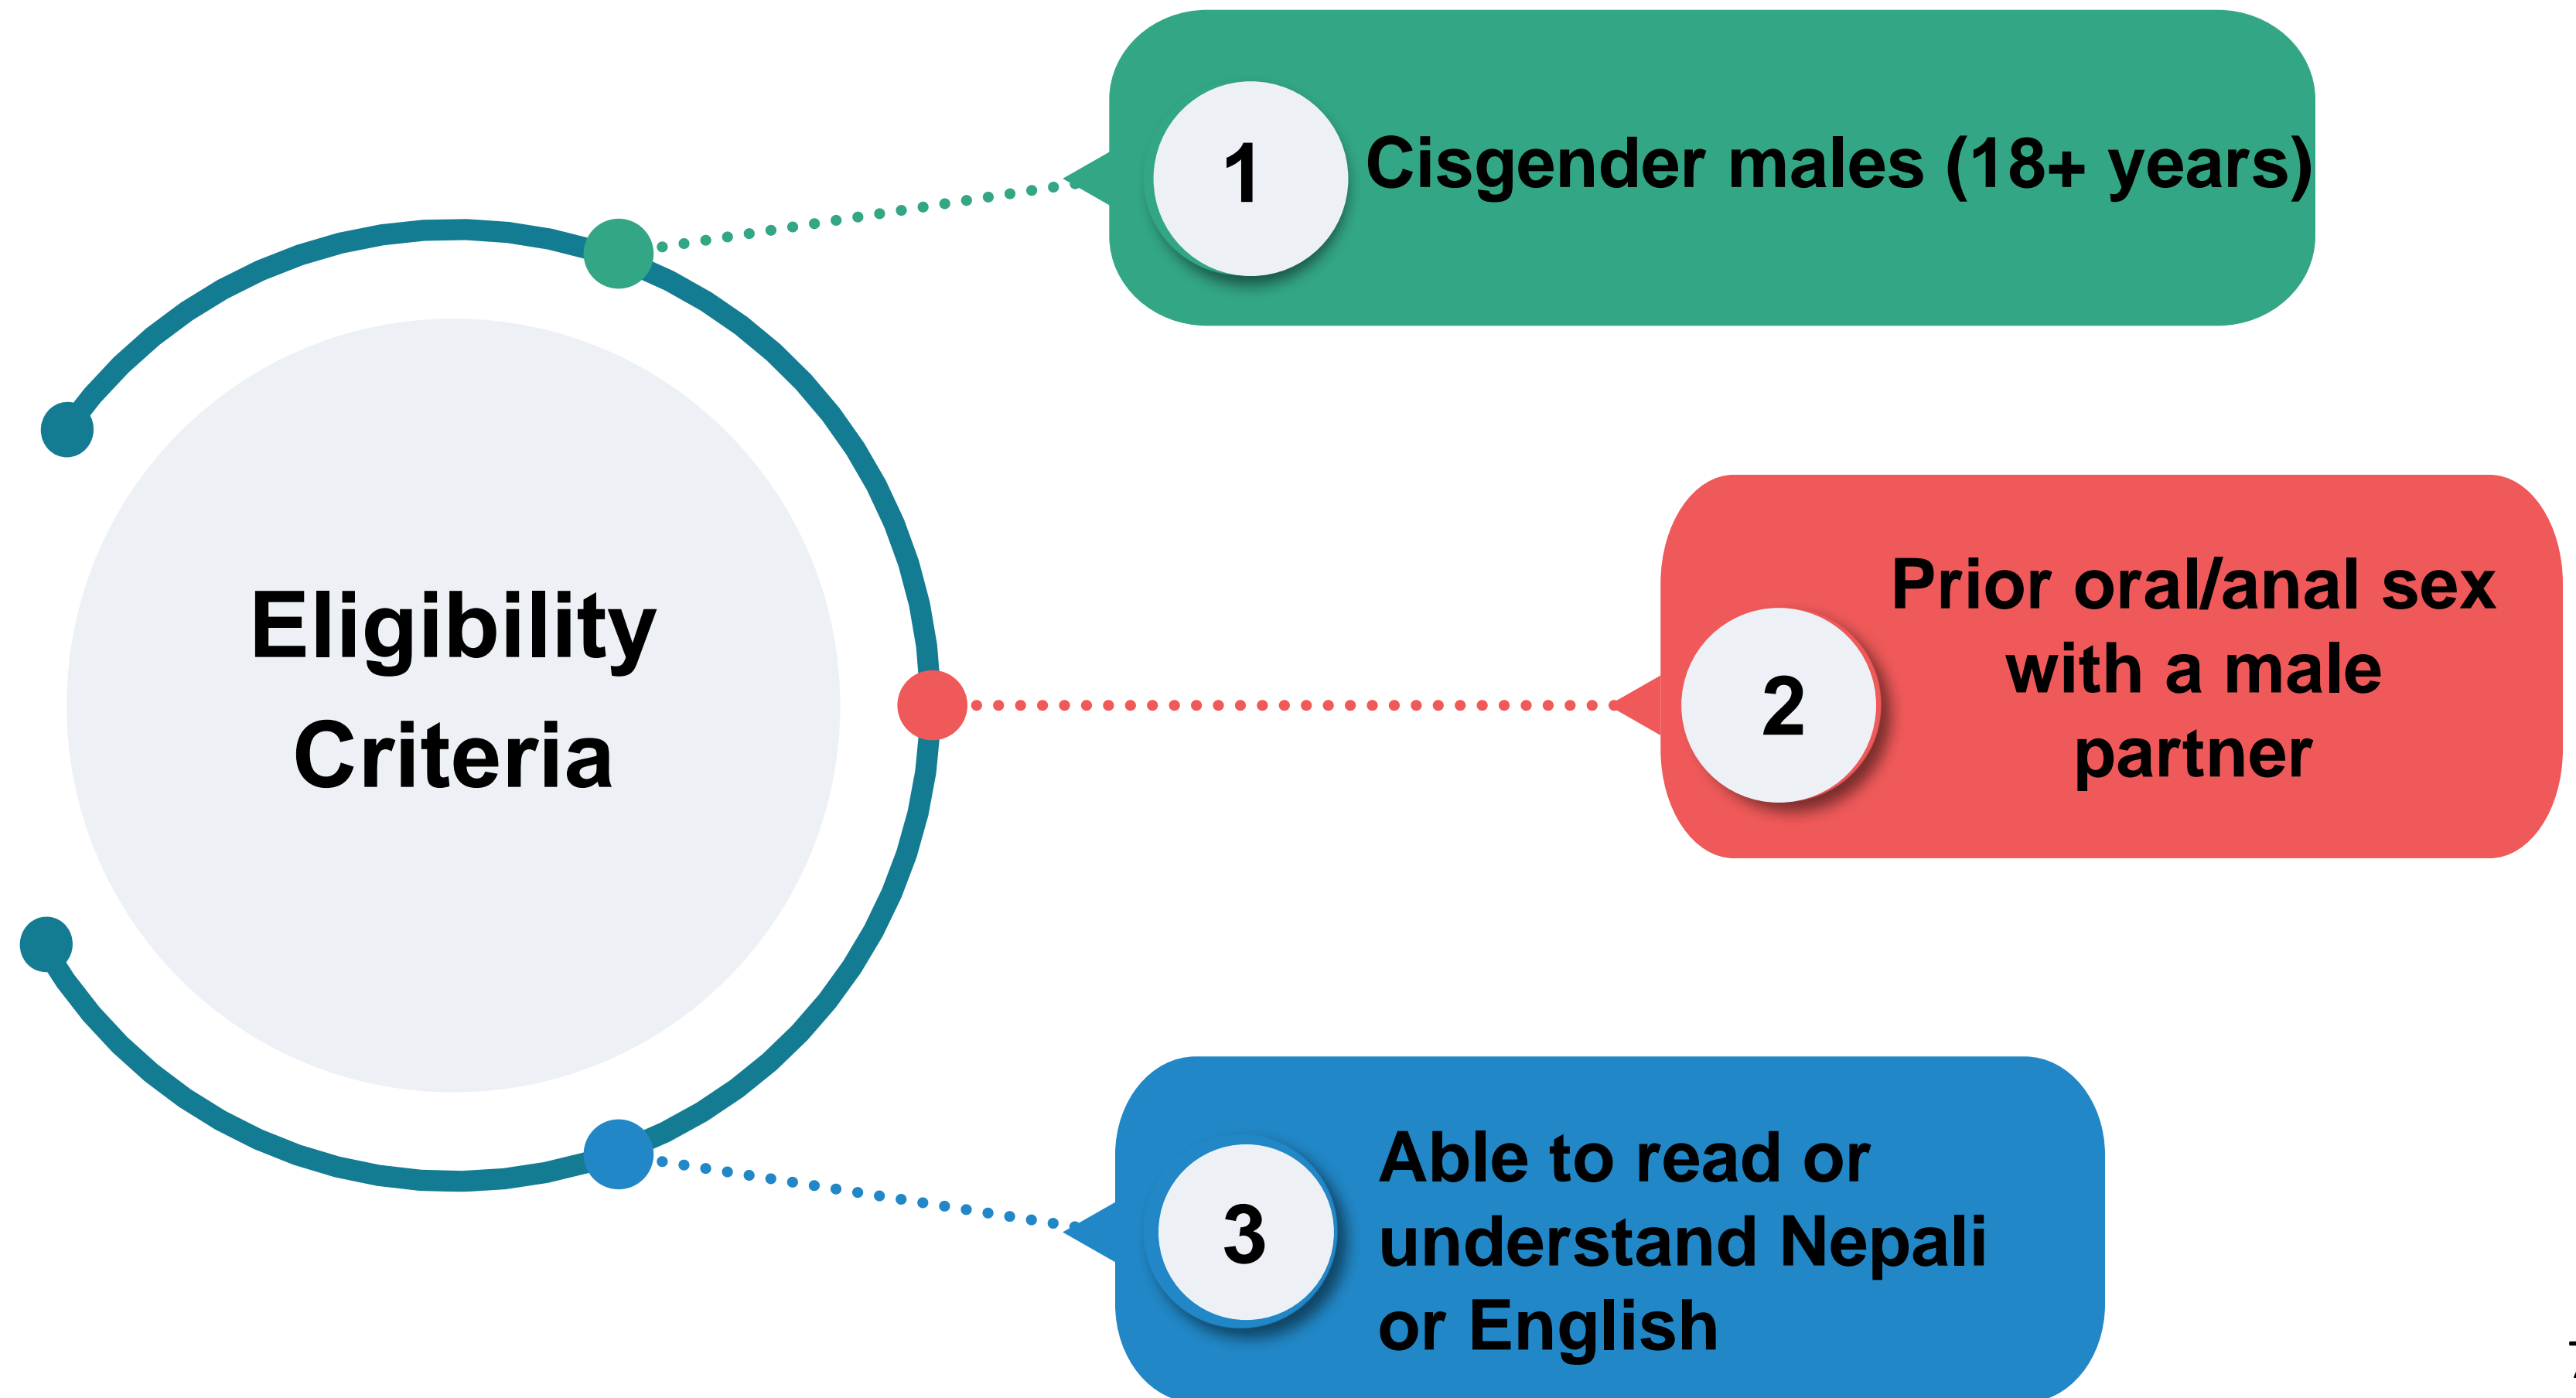 Eligibility
Criteria
1
Cisgender males (18+ years)
2
Prior oral/anal sex
with a male
partner
3
Able to read or
understand Nepali
or English